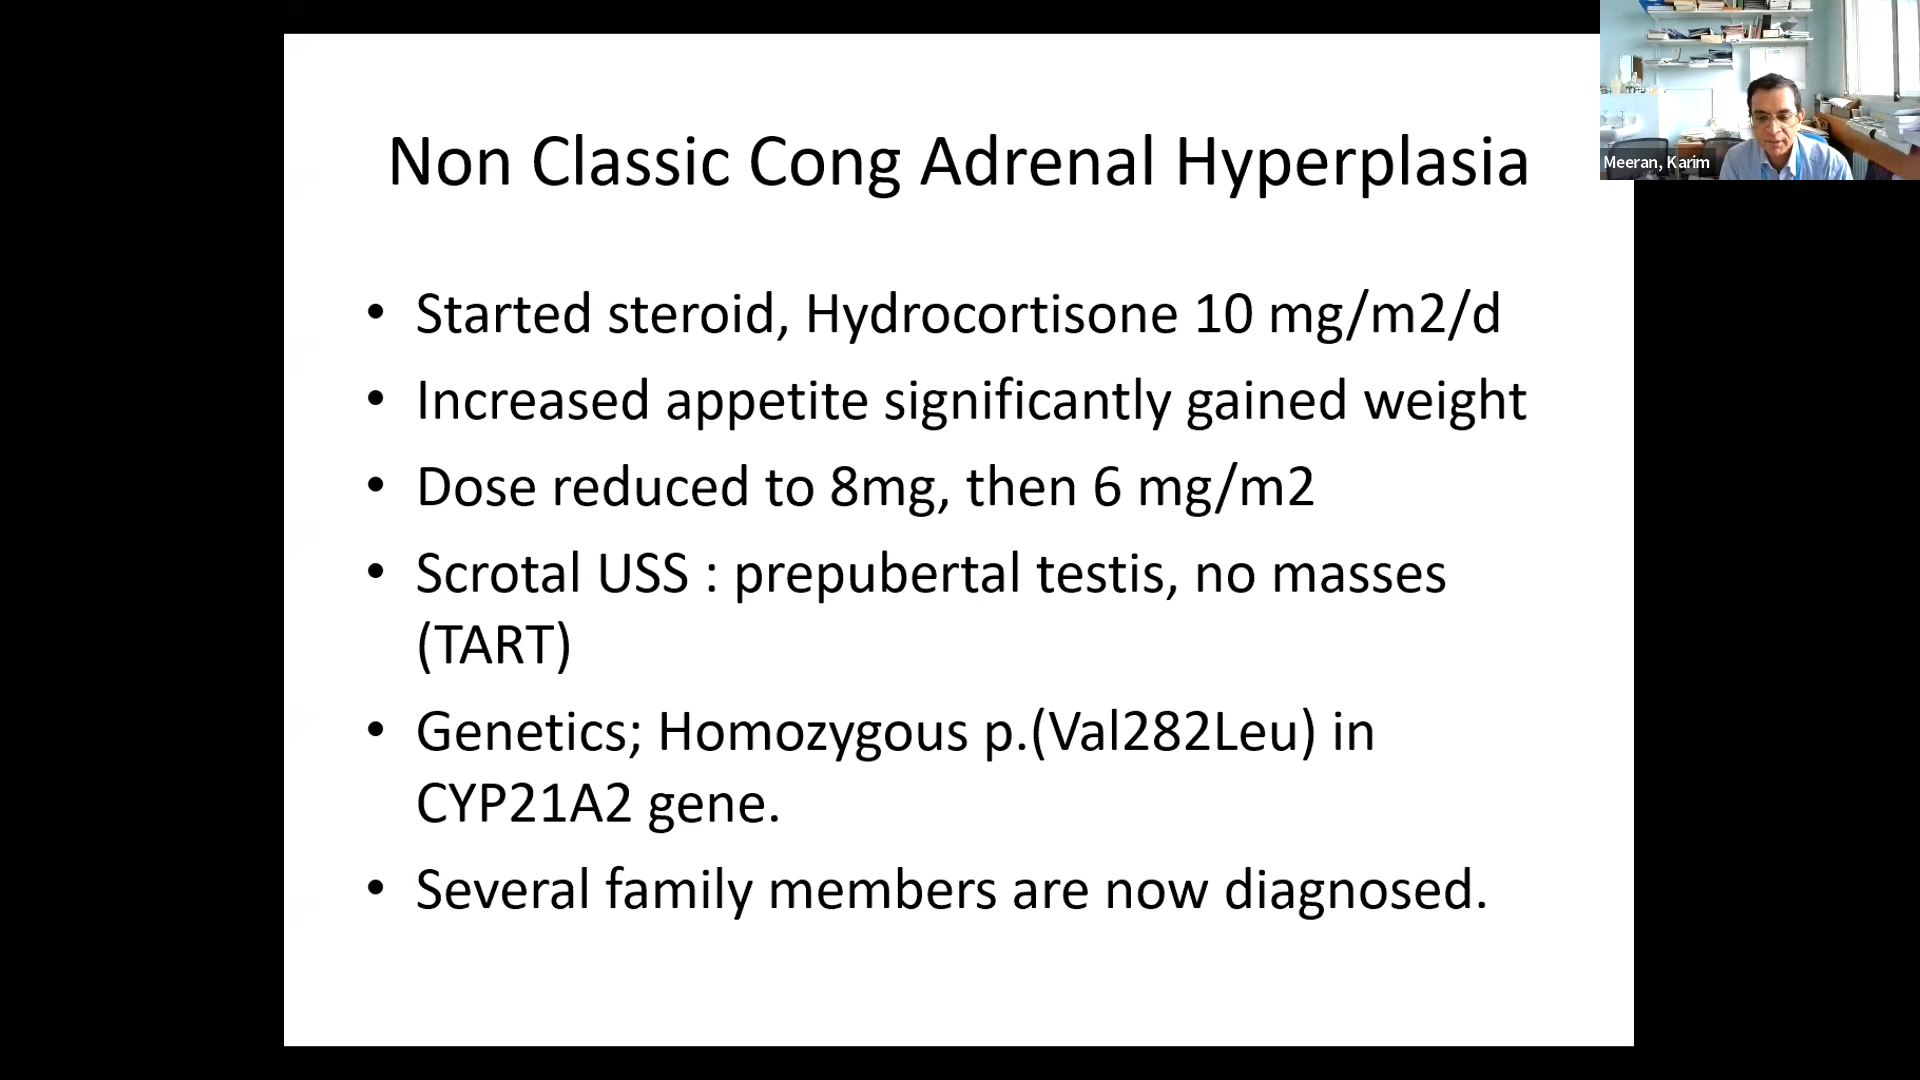 Non Classic Cong Adrenal Hyperplasia
• Started steroid, Hydrocortisone 10 mg/m2/d
• Increased appetite significantly gained weight
• Dose reduced to 8mg, then 6 mg/m2
• Scrotal USS : prepubertal testis, no masses
(TART)
• Genetics; Homozygous p.(Val282Leu) in
CYP21A2 gene.
• Several family members are now diagnosed.
Meeran, Karim